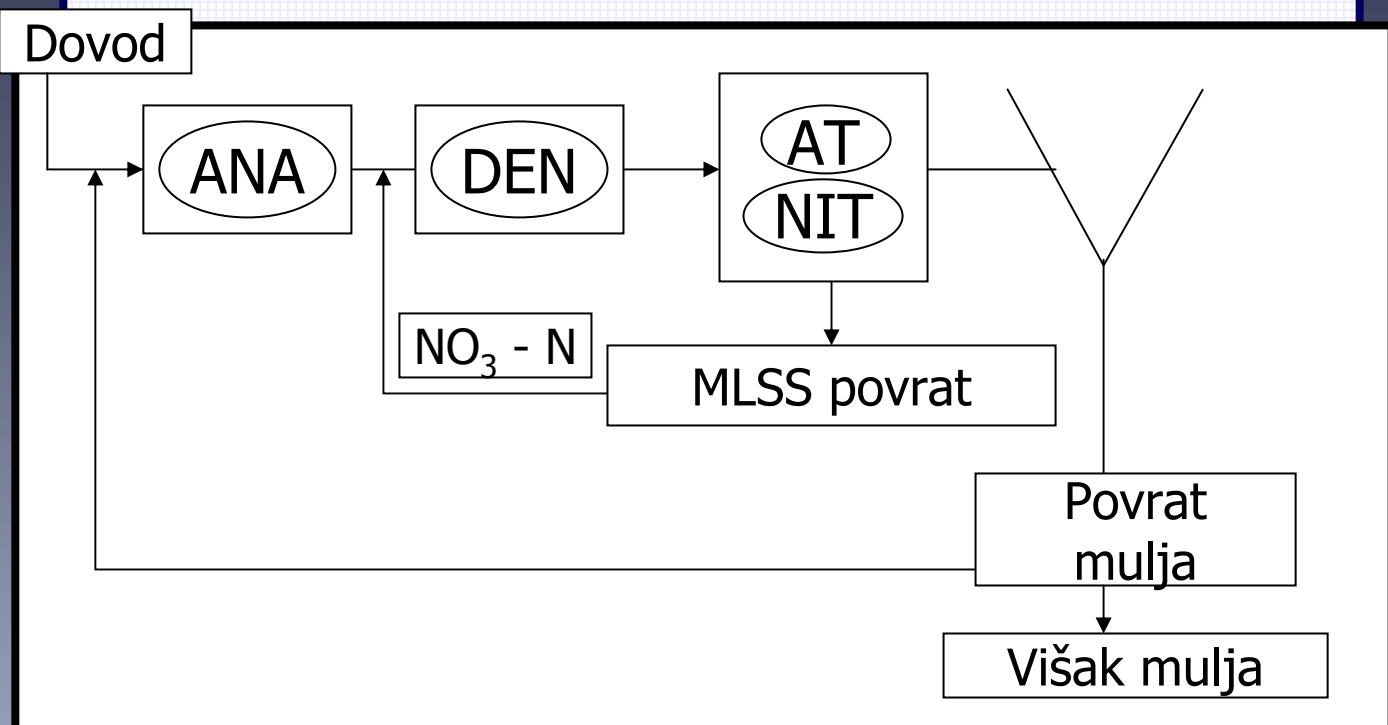 Dovod
ANA
DEN
AT
NIT
NO₃ - N
MLSS povrat
Povrat
mulja
Višak mulja